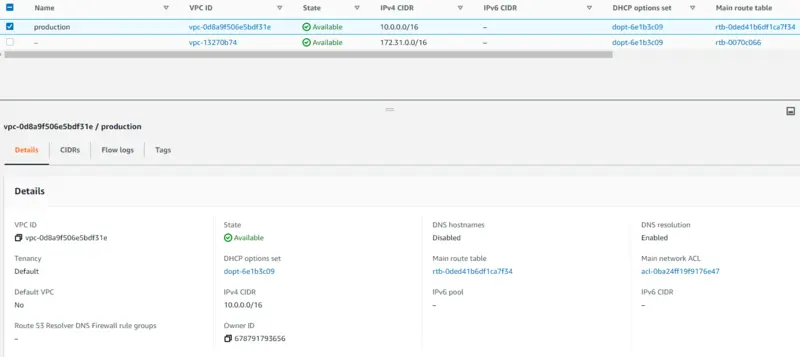 Name VPC ID State IPv4 CIDR IPv6 CIDR DHCP options set Main route table
production vpc-0d8a9f506e5bdf31e Available 10.0.0.0/16 – dopt-6e1b3c09 rtb-0ded41b6df1ca7f34
– vpc-13270b74 Available 172.31.0.0/16 – dopt-6e1b3c09 rtb-0070c066
vpc-0d8a9f506e5bdf31e / production
Details CIDRs Flow logs Tags
Details
VPC ID State DNS hostnames DNS resolution
vpc-0d8a9f506e5bdf31e Available Disabled Enabled
Tenancy DHCP options set Main route table Main network ACL
Default dopt-6e1b3c09 rtb-0ded41b6df1ca7f34 acl-0ba24ff19f9176e47
Default VPC IPv4 CIDR IPv6 pool IPv6 CIDR
No 10.0.0.0/16 – –
Route 53 Resolver DNS Firewall rule groups Owner ID
– 678791793656